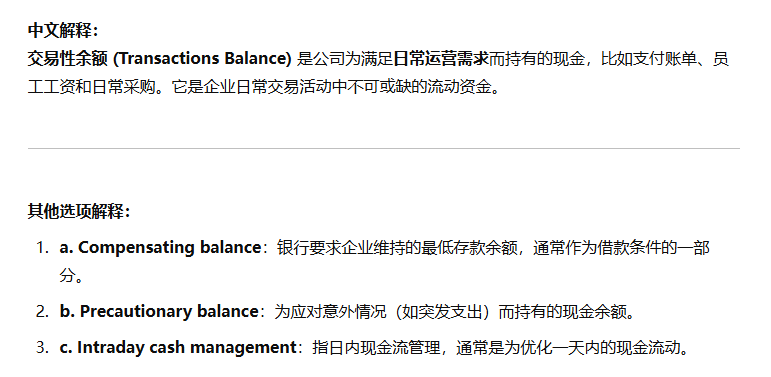 中文解释：
交易性余额 (Transactions Balance) 是公司为满足日常运营需求而持有的现金，比如支付账单、员
工工资和日常采购。它是企业日常交易活动中不可或缺的流动资金。
其他选项解释：
1. a. Compensating balance：银行要求企业维持的最低存款余额，通常作为借款条件的一部
分。
2. b. Precautionary balance：为应对意外情况（如突发支出）而持有的现金余额。
3. c. Intraday cash management：指日内现金流管理，通常是为优化一天内的现金流动。